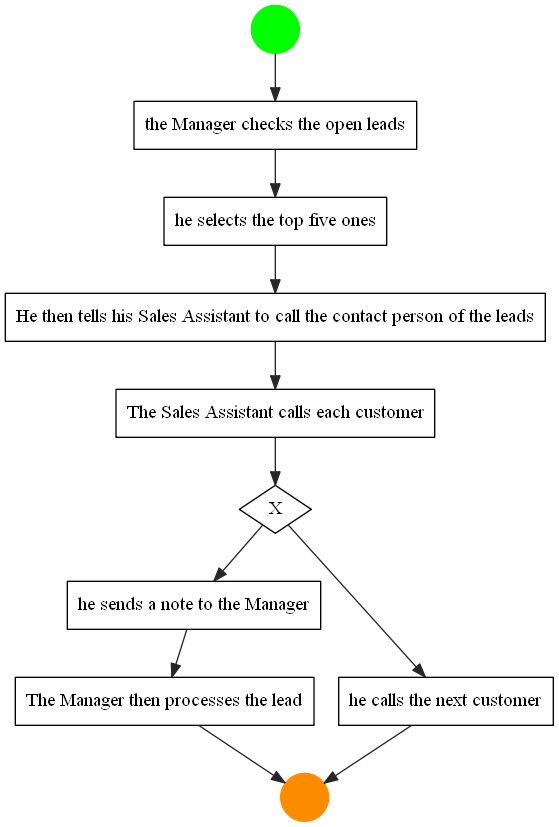 the Manager checks the open leads
he selects the top five ones
He then tells his Sales Assistant to call the contact person of the leads
The Sales Assistant calls each customer
X
he sends a note to the Manager
The Manager then processes the lead
he calls the next customer